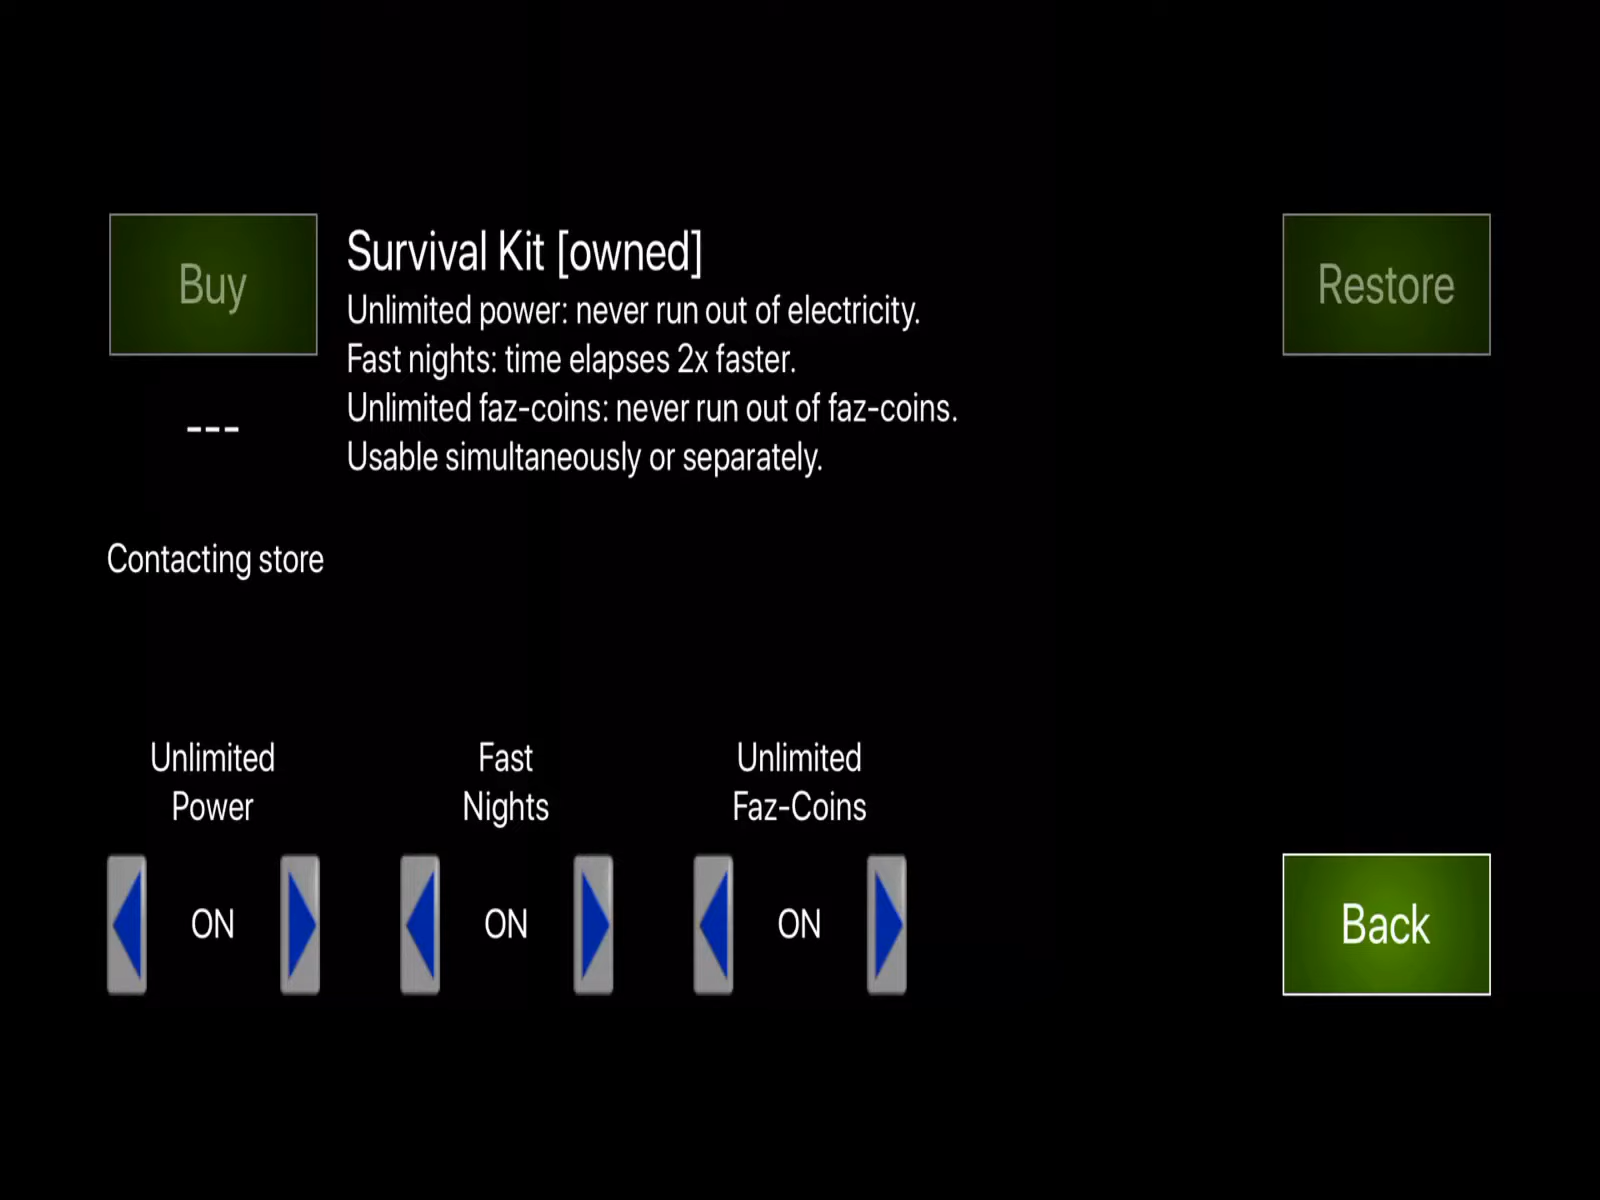 Buy
Survival Kit [owned]
Unlimited power: never run out of electricity.
Fast nights: time elapses 2x faster.
Unlimited faz-coins: never run out of faz-coins.
Usable simultaneously or separately.
Restore
---
Contacting store
Unlimited
Power
Fast
Nights
Unlimited
Faz-Coins
ON
ON
ON
Back